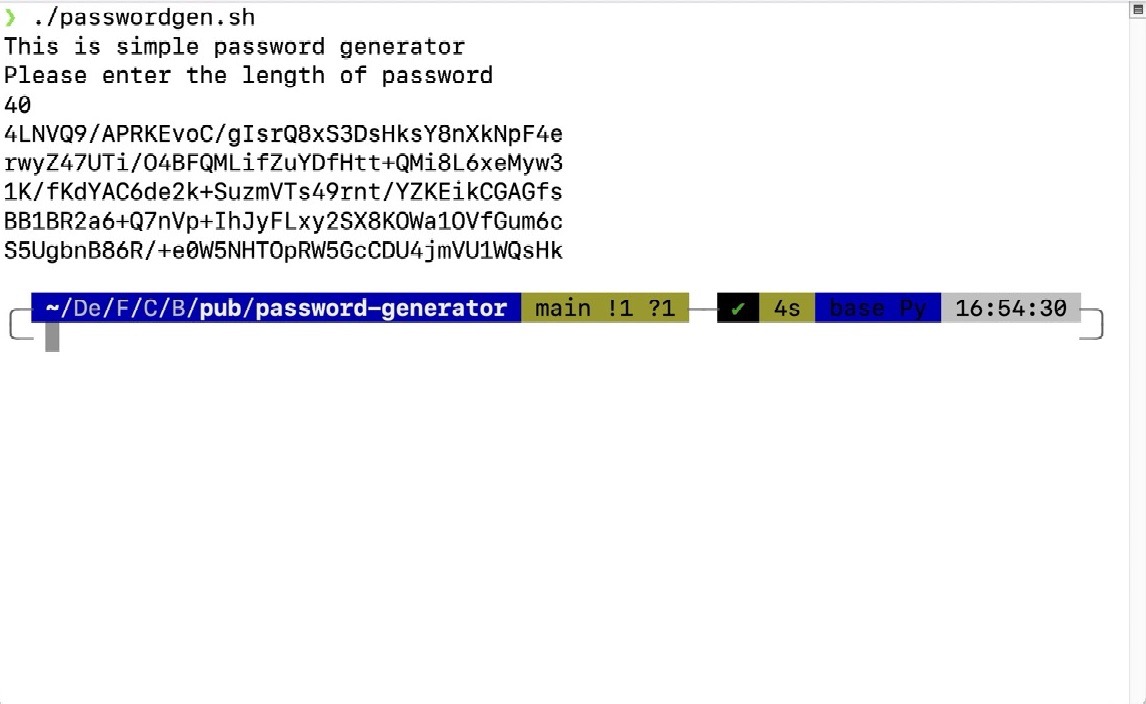 ❯ ./passwordgen.sh
This is simple password generator
Please enter the length of password
40
4LNVQ9/APRKEvoC/gIsrQ8xS3DsHksY8nXkNpF4e
rwyZ47UTi/O4BFQMLifZuYDfHtt+QMi8L6xeMyw3
1K/fKdYAC6de2k+SuzmVTs49rnt/YZKEikCGAGfs
BB1BR2a6+Q7nVp+IhJyFLxy2SX8KOWa1OVfGum6c
S5UgbnB86R/+e0W5NHTOpRW5GcCDU4jmVU1WQsHk
~/De/F/C/B/pub/password-generator main !1 ?1 ✔ 4s base Py 16:54:30